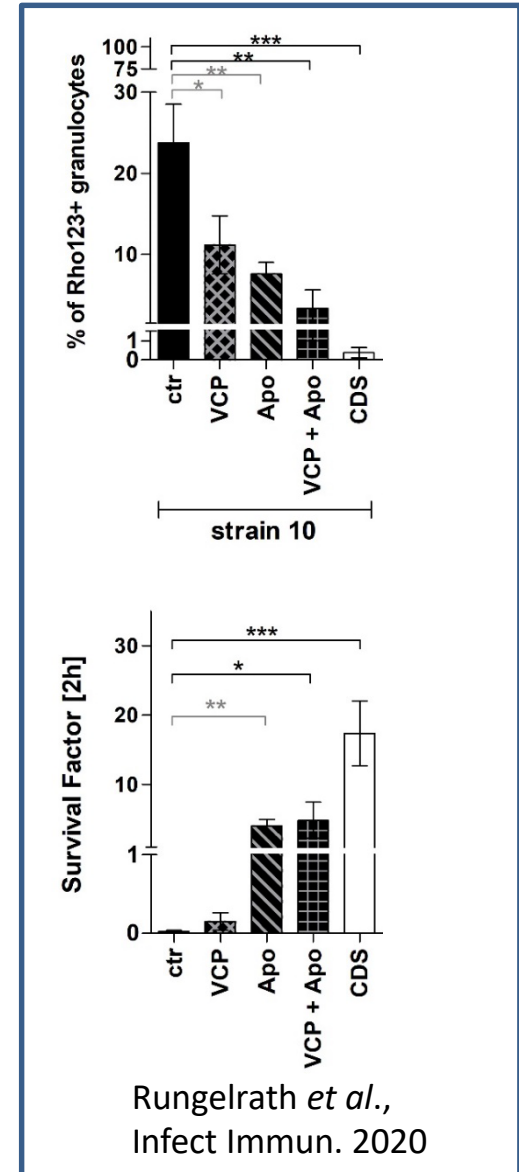 % of Rho123+ granulocytes
100
75
30
20
10
1
0
***
**
**
*
ctr
VCP
Apo
VCP + Apo
CDS
strain 10
Survival Factor [2h]
30
20
10
1
0
***
*
**
ctr
VCP
Apo
VCP + Apo
CDS
Rungelrath et al.,
Infect Immun. 2020